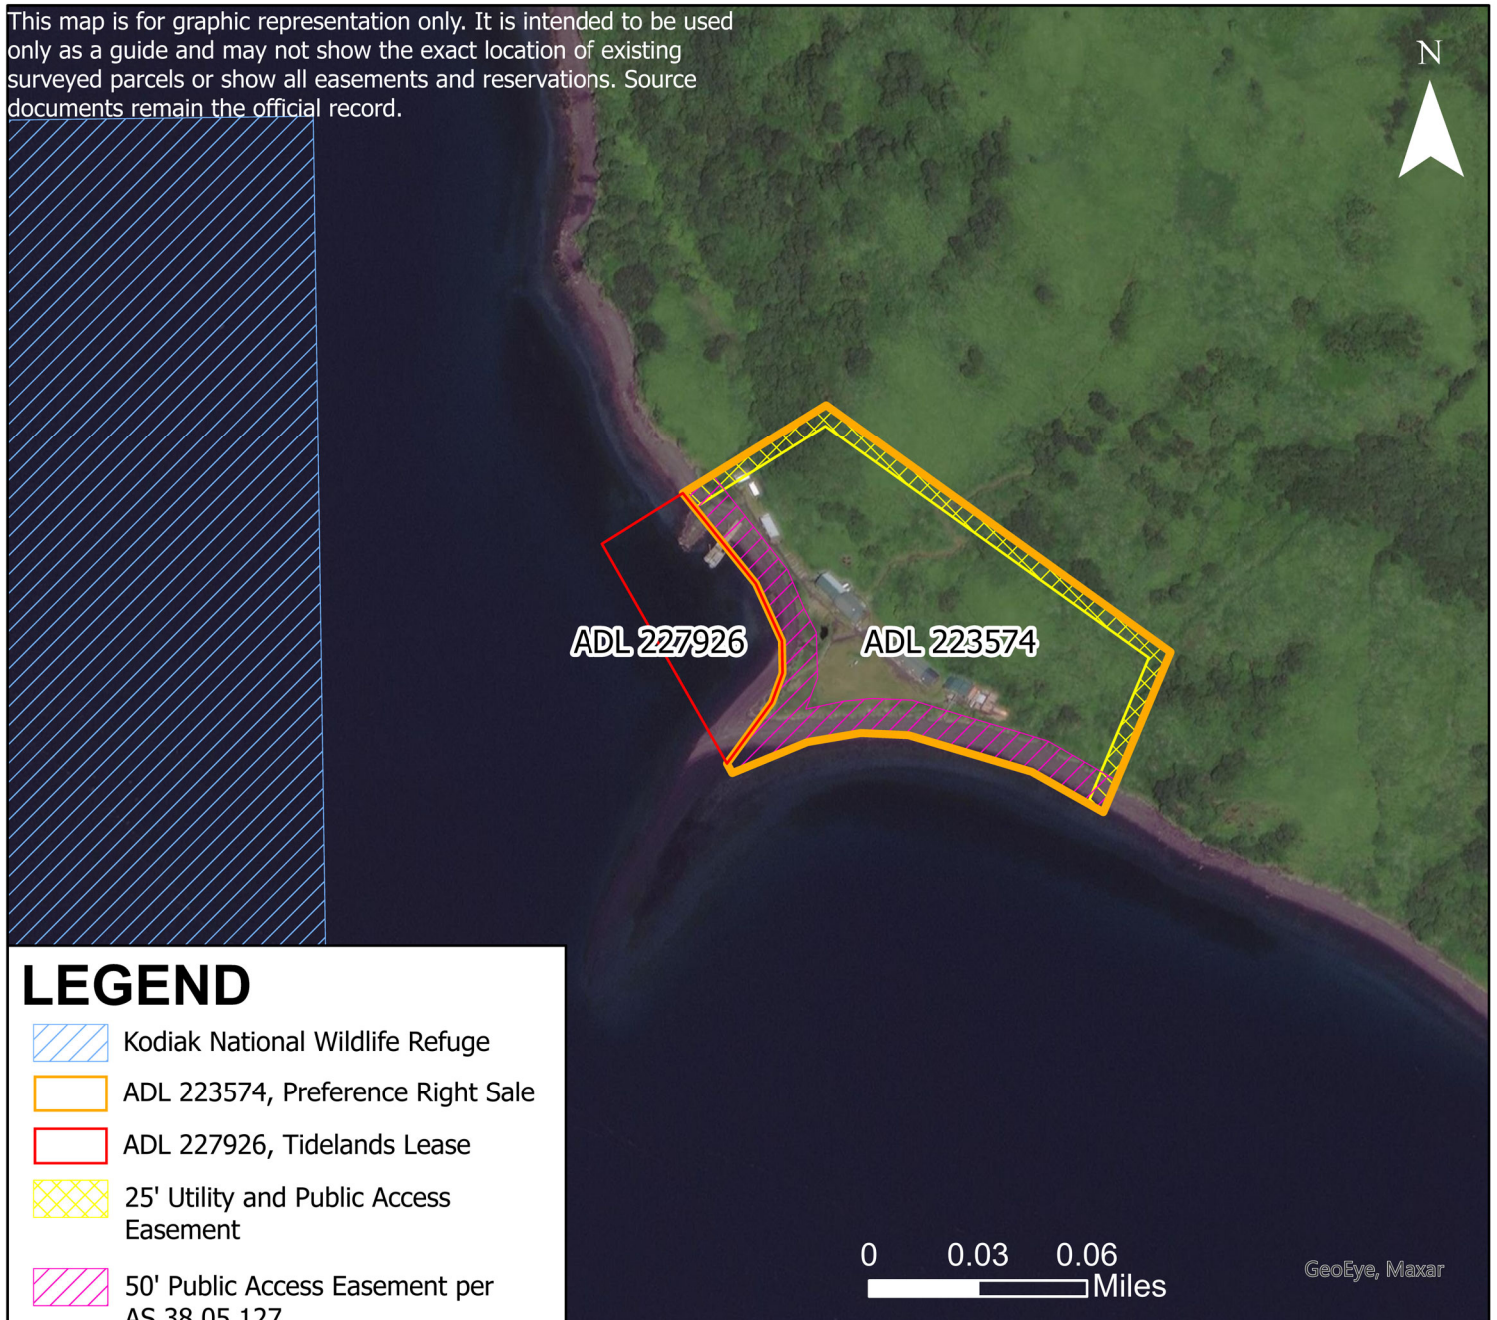 This map is for graphic representation only. It is intended to be used
only as a guide and may not show the exact location of existing
surveyed parcels or show all easements and reservations. Source
documents remain the official record.
N
ADL 227926
ADL 223574
LEGEND
Kodiak National Wildlife Refuge
ADL 223574, Preference Right Sale
ADL 227926, Tidelands Lease
25' Utility and Public Access
Easement
50' Public Access Easement per
AS 38.05.127
0 0.03 0.06
Miles
GeoEye, Maxar